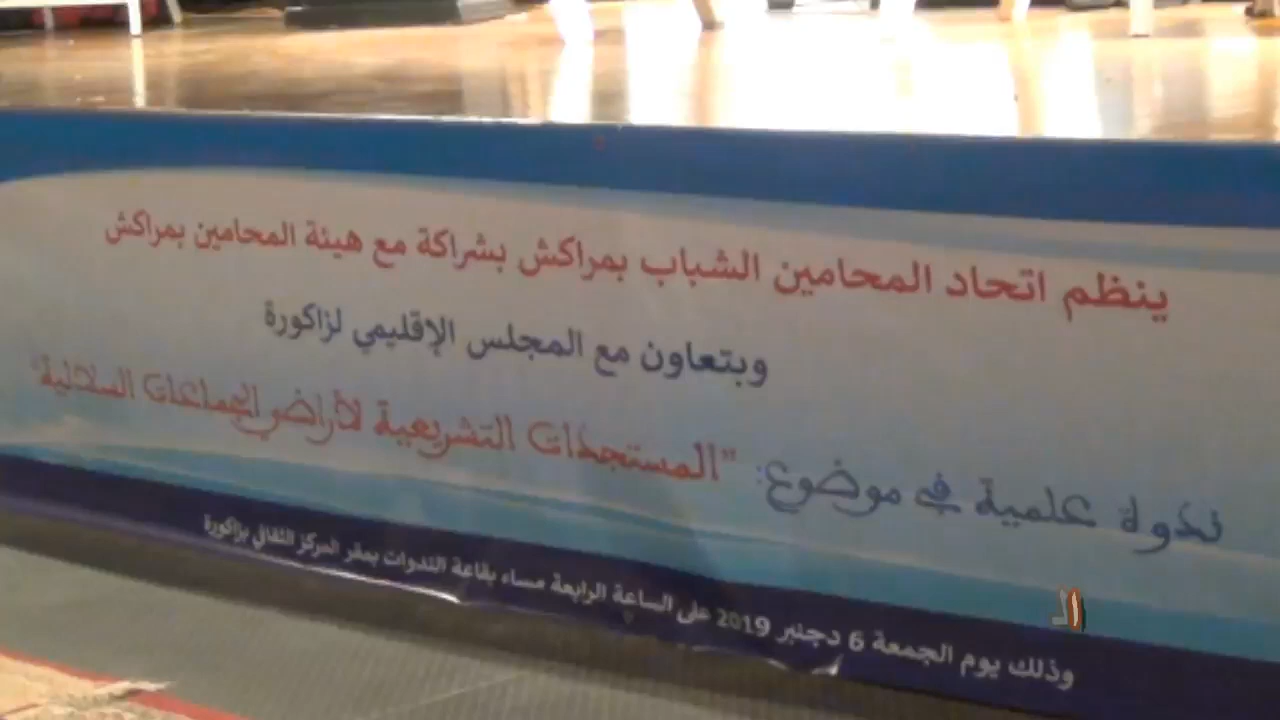 ينظم اتحاد المحامين الشباب بمراكش بشراكة مع هيئة المحامين بمراكش
وبتعاون مع المجلس الإقليمي لزاكورة
ندوة علمية في موضوع: "المستجدات التشريعية لأراضي الجماعات السلالية"
وذلك يوم الجمعة 6 دجنبر 2019 على الساعة الرابعة مساء بقاعة الندوات بمقر المركز الثقافي بزاكورة